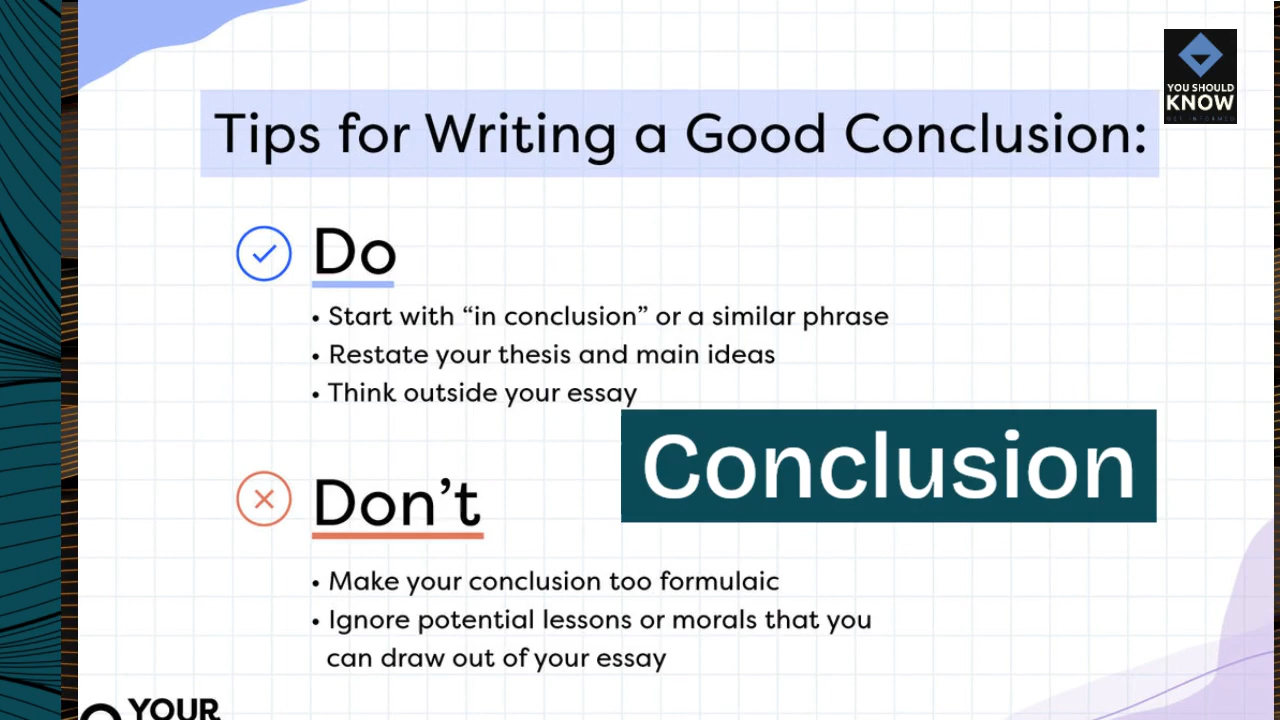 YOU SHOULD
KNOW
GET INFORMED
Tips for Writing a Good Conclusion:
Do
• Start with “in conclusion” or a similar phrase
• Restate your thesis and main ideas
• Think outside your essay
Conclusion
Don’t
• Make your conclusion too formulaic
• Ignore potential lessons or morals that you
can draw out of your essay
YOUR